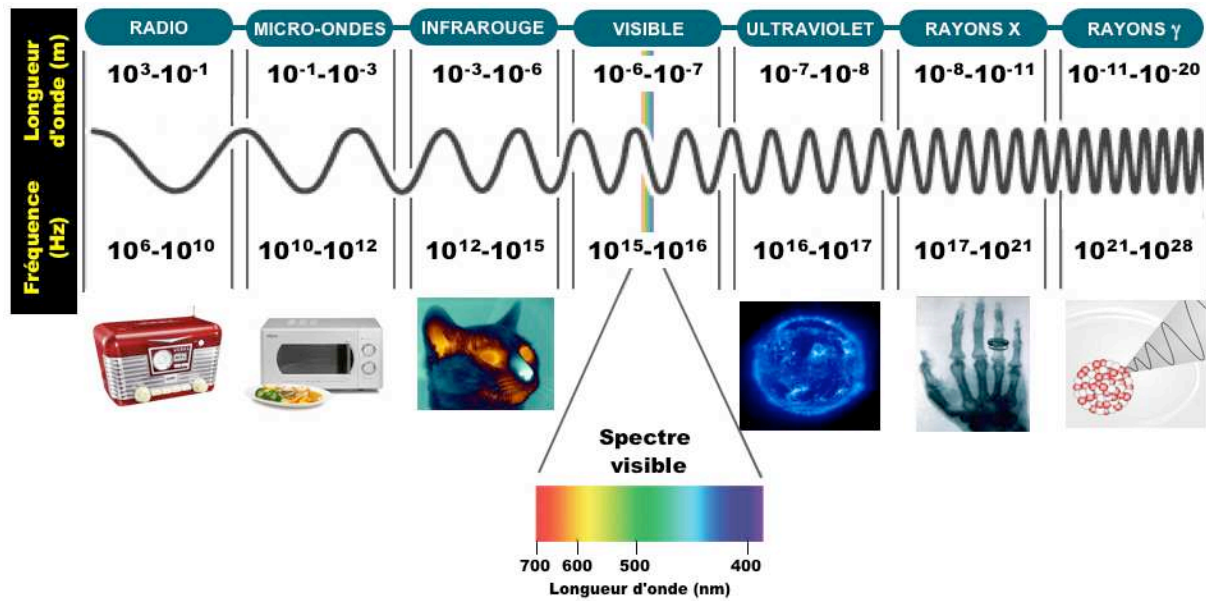 RADIO MICRO-ONDES INFRAROUGE VISIBLE ULTRAVIOLET RAYONS X RAYONS γ
Longueur
d'onde (m)
10³-10⁻¹ 10⁻¹-10⁻³ 10⁻³-10⁻⁶ 10⁻⁶-10⁻⁷ 10⁻⁷-10⁻⁸ 10⁻⁸-10⁻¹¹ 10⁻¹¹-10⁻²⁰
Fréquence
(Hz)
10⁶-10¹⁰ 10¹⁰-10¹² 10¹²-10¹⁵ 10¹⁵-10¹⁶ 10¹⁶-10¹⁷ 10¹⁷-10²¹ 10²¹-10²⁸
Spectre
visible
700 600 500 400
Longueur d'onde (nm)